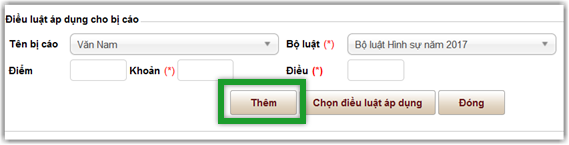 Điều luật áp dụng cho bị cáo
Tên bị cáo Văn Nam Bộ luật (*) Bộ luật Hình sự năm 2017
Điểm Khoản (*) Điều (*)
Thêm Chọn điều luật áp dụng Đóng